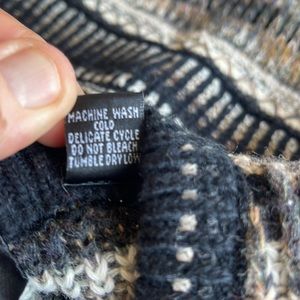 MACHINE WASH
COLD
DELICATE CYCLE
DO NOT BLEACH
TUMBLE DRY LOW